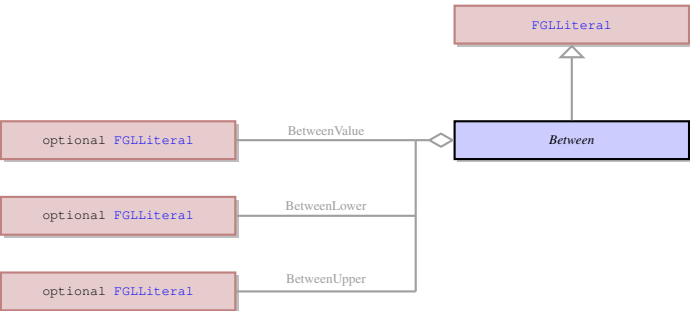 FGLLiteral
optional FGLLiteral
BetweenValue
Between
optional FGLLiteral
BetweenLower
optional FGLLiteral
BetweenUpper